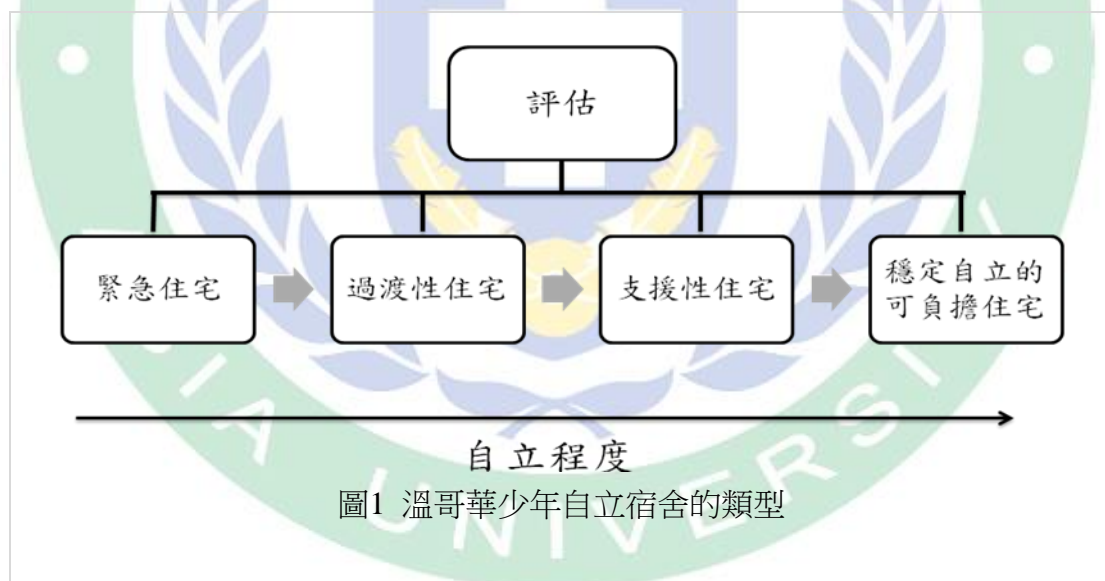 評估
緊急住宅
過渡性住宅
支援性住宅
穩定自立的
可負擔住宅
自立程度
圖1 溫哥華少年自立宿舍的類型
ASIA UNIVERSITY